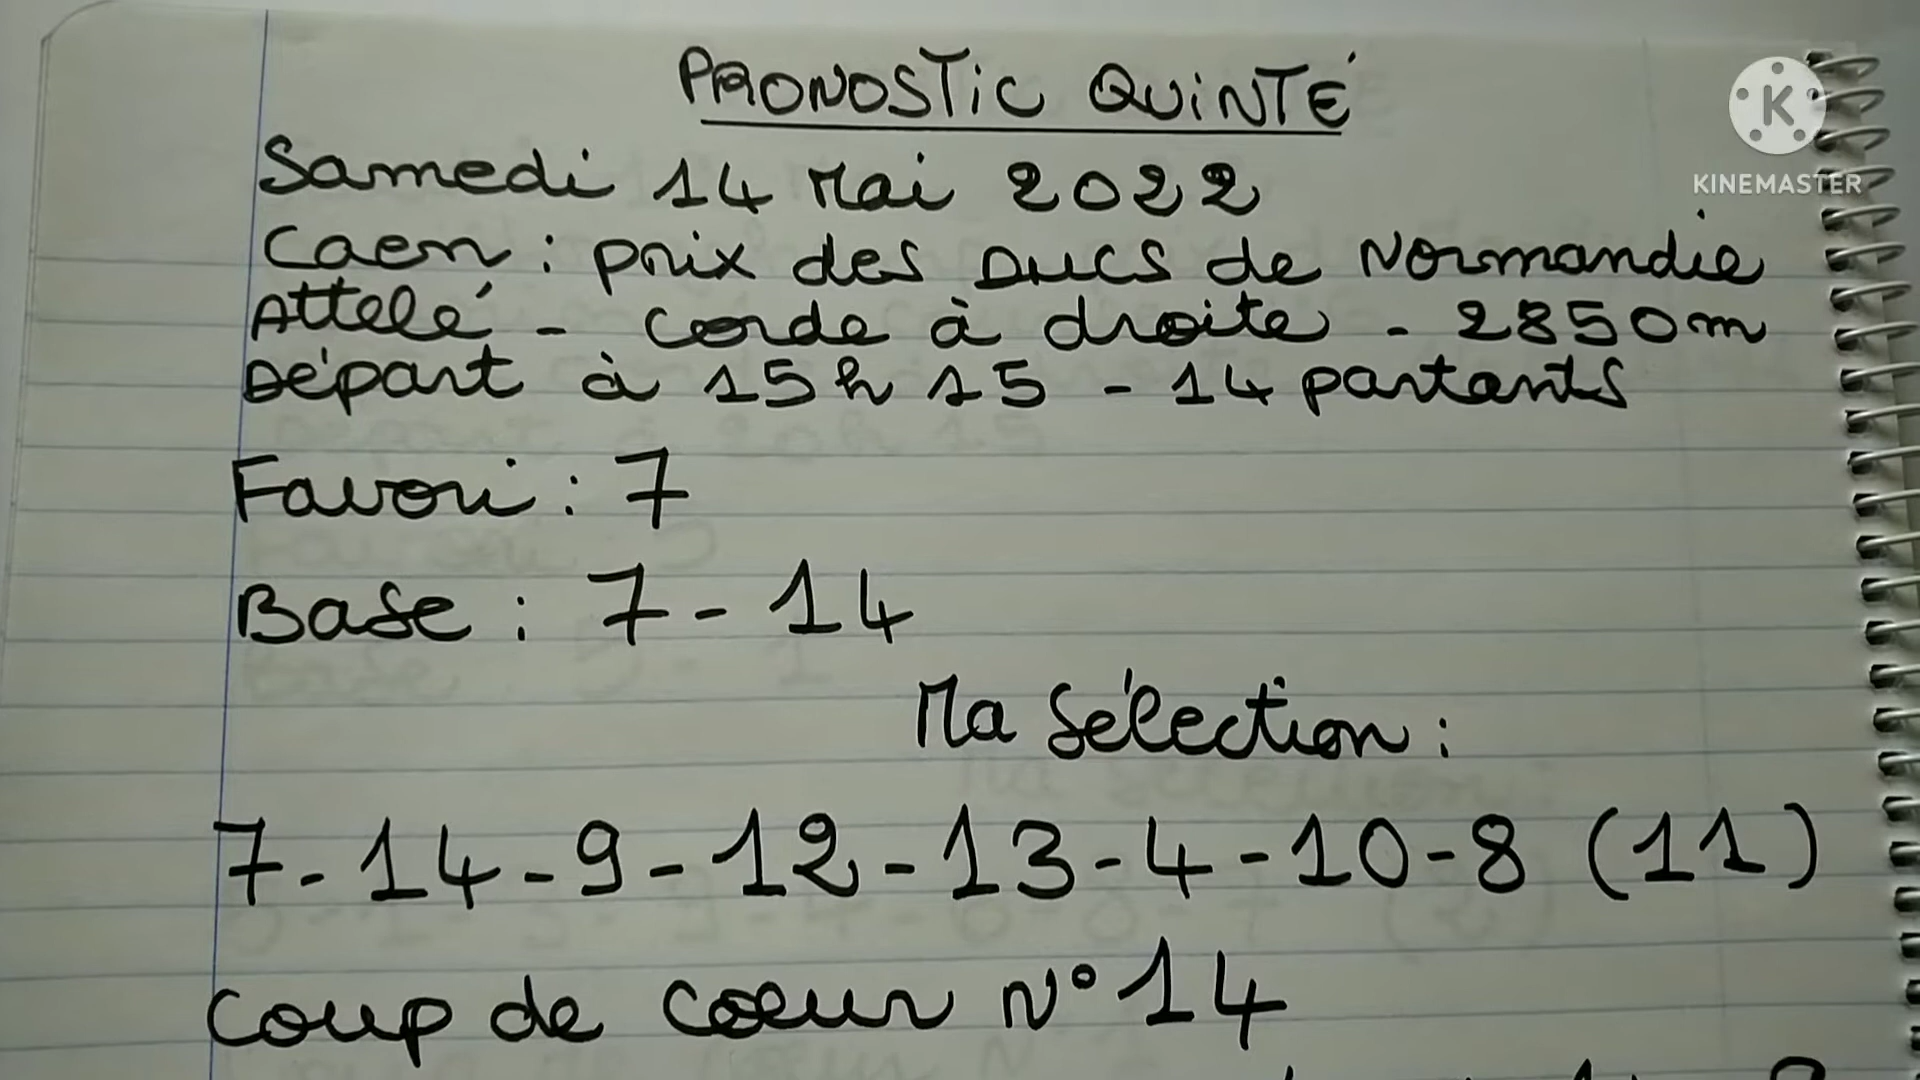 PRONOSTIC QUINTÉ
Samedi 14 Mai 2022
Caen : prix des Ducs de Normandie
Attelé - corde à droite - 2850m
Départ à 15h15 - 14 partants
Favori : 7
Base : 7 - 14
Ma Sélection :
7 - 14 - 9 - 12 - 13 - 4 - 10 - 8 (11)
Coup de coeur N° 14
K
KINEMASTER